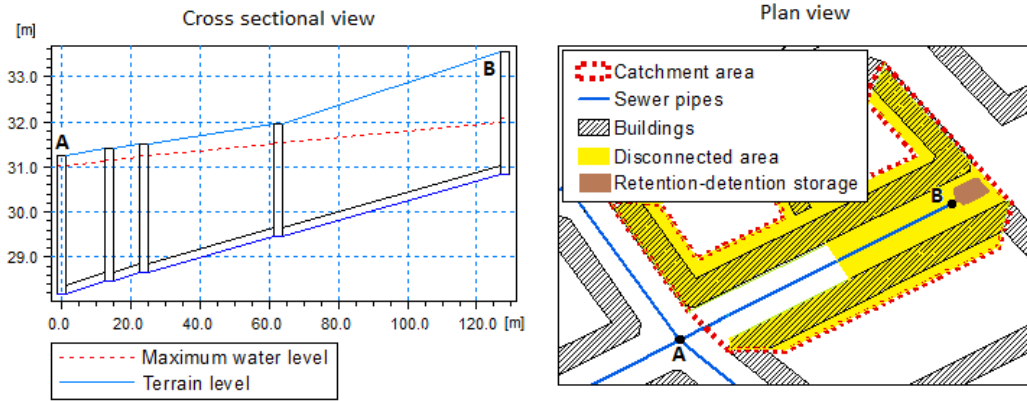 Cross sectional view
[m]
33.0
32.0
31.0
30.0
29.0
A
B
0.0 20.0 40.0 60.0 80.0 100.0 120.0 [m]
Maximum water level
Terrain level
Plan view
Catchment area
Sewer pipes
Buildings
Disconnected area
Retention-detention storage
B
A